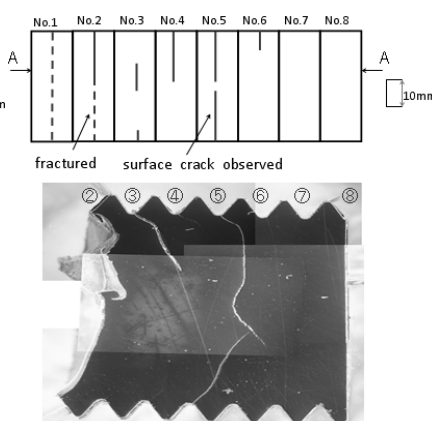 No.1 No.2 No.3 No.4 No.5 No.6 No.7 No.8
A A
10mm
n
fractured surface crack observed
② ③ ④ ⑤ ⑥ ⑦ ⑧